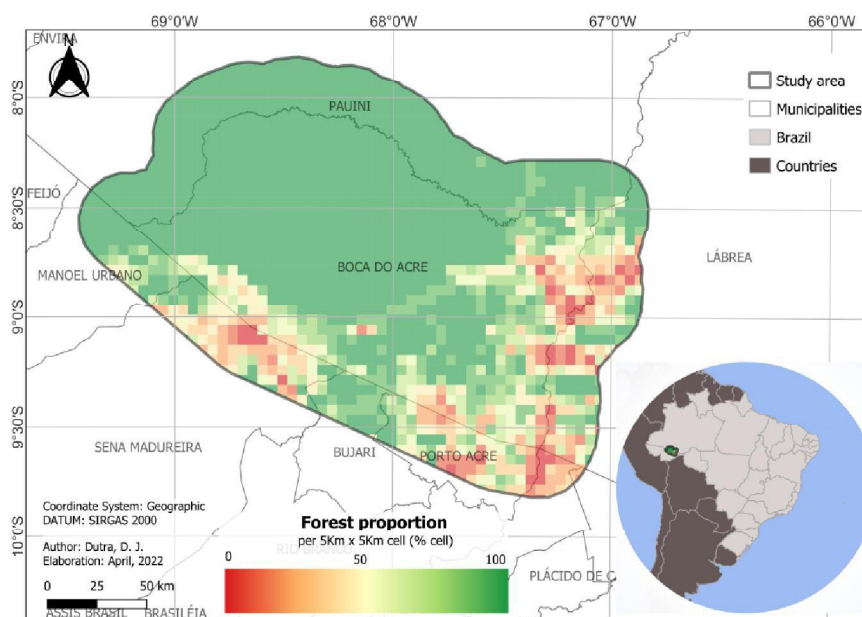 69°0'W 68°0'W 67°0'W 66°0'W
ENVIRA
N
8°0'S
8°30'S
9°0'S
9°30'S
10°0'S
PAUINI
FEIJÓ
MANOEL URBANO
BOCA DO ACRE
LÁBREA
SENA MADUREIRA
BUJARI
PORTO ACRE
RIO BRANCO
PLÁCIDO DE C
ASSIS BRASIL
BRASILÉIA
Study area
Municipalities
Brazil
Countries
Coordinate System: Geographic
DATUM: SIRGAS 2000
Author: Dutra, D. J.
Elaboration: April, 2022
0 25 50 km
Forest proportion
per 5Km x 5Km cell (% cell)
0 50 100